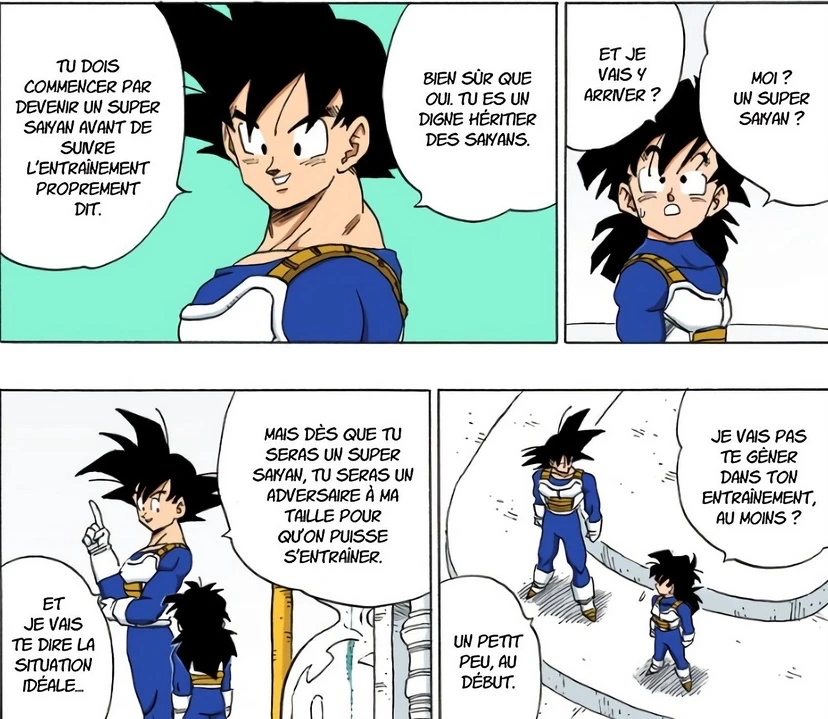 MOI ?
UN SUPER
SAIYAN ?
ET JE
VAIS Y
ARRIVER ?
BIEN SÛR QUE
OUI. TU ES UN
DIGNE HÉRITIER
DES SAIYANS.
TU DOIS
COMMENCER PAR
DEVENIR UN SUPER
SAIYAN AVANT DE
SUIVRE
L'ENTRAÎNEMENT
PROPREMENT
DIT.
JE VAIS PAS
TE GÊNER
DANS TON
ENTRAÎNEMENT,
AU MOINS ?
UN PETIT
PEU, AU
DÉBUT.
MAIS DÈS QUE TU
SERAS UN SUPER
SAIYAN, TU SERAS UN
ADVERSAIRE À MA
TAILLE POUR
QU'ON PUISSE
S'ENTRAÎNER.
ET
JE VAIS
TE DIRE LA
SITUATION
IDÉALE...